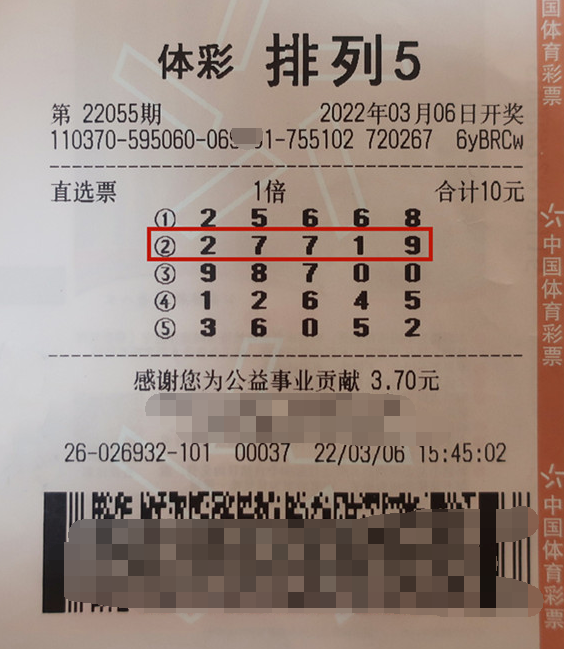 体彩 排列5
第 22055期 2022年03月06日开奖
110370-595060-069 01-755102 720267 6yBRCw
直选票 1倍 合计10元
① 2 5 6 6 8
② 2 7 7 1 9
③ 9 8 7 0 0
④ 1 2 6 4 5
⑤ 3 6 0 5 2
感谢您为公益事业贡献 3.70元
26-026932-101 00037 22/03/06 15:45:02
国体育彩票
中国体育彩票
中国体育彩票